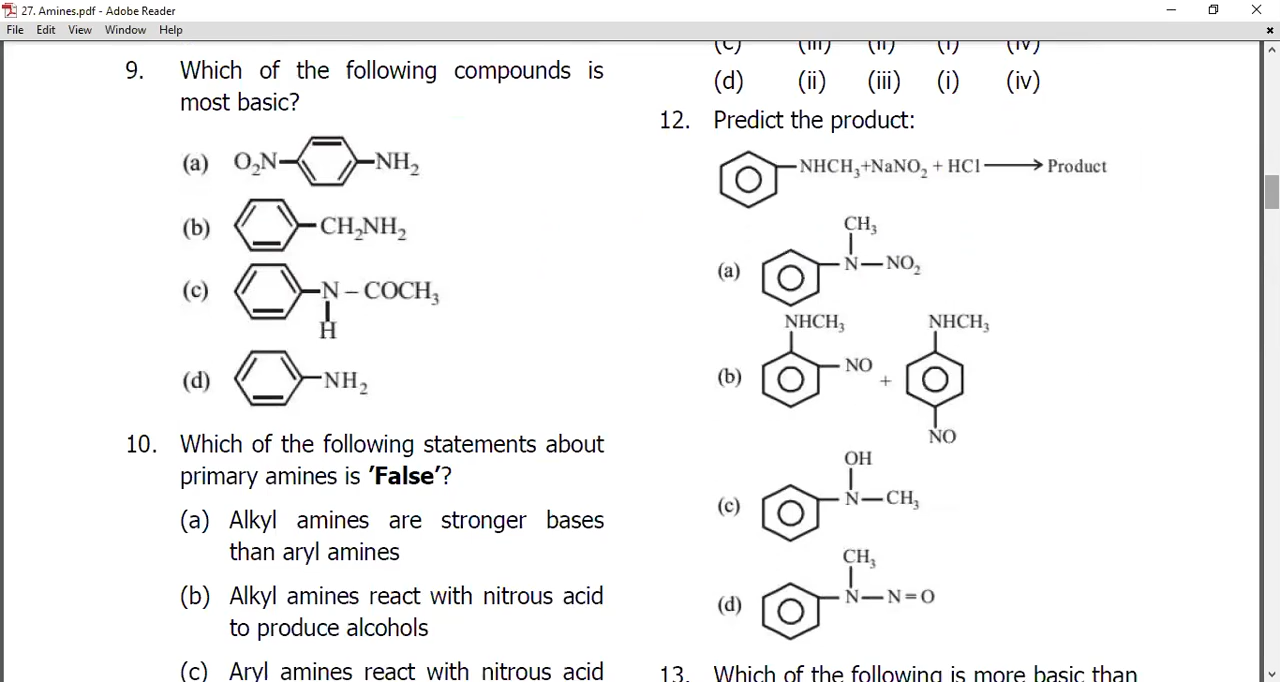 27. Amines.pdf - Adobe Reader
File Edit View Window Help
9. Which of the following compounds is
most basic?
(a) O₂N NH₂
(b) CH₂NH₂
(c) N – COCH₃
H
(d) NH₂
10. Which of the following statements about
primary amines is 'False'?
(a) Alkyl amines are stronger bases
than aryl amines
(b) Alkyl amines react with nitrous acid
to produce alcohols
(c) Aryl amines react with nitrous acid
(c) (iii) (ii) (i) (iv)
(d) (ii) (iii) (i) (iv)
12. Predict the product:
NHCH₃+NaNO₂ + HCl ⟶ Product
CH₃
(a) N—NO₂
NHCH₃ NHCH₃
(b) NO +
NO
OH
(c) N—CH₃
CH₃
(d) N—N=O
13. Which of the following is more basic than